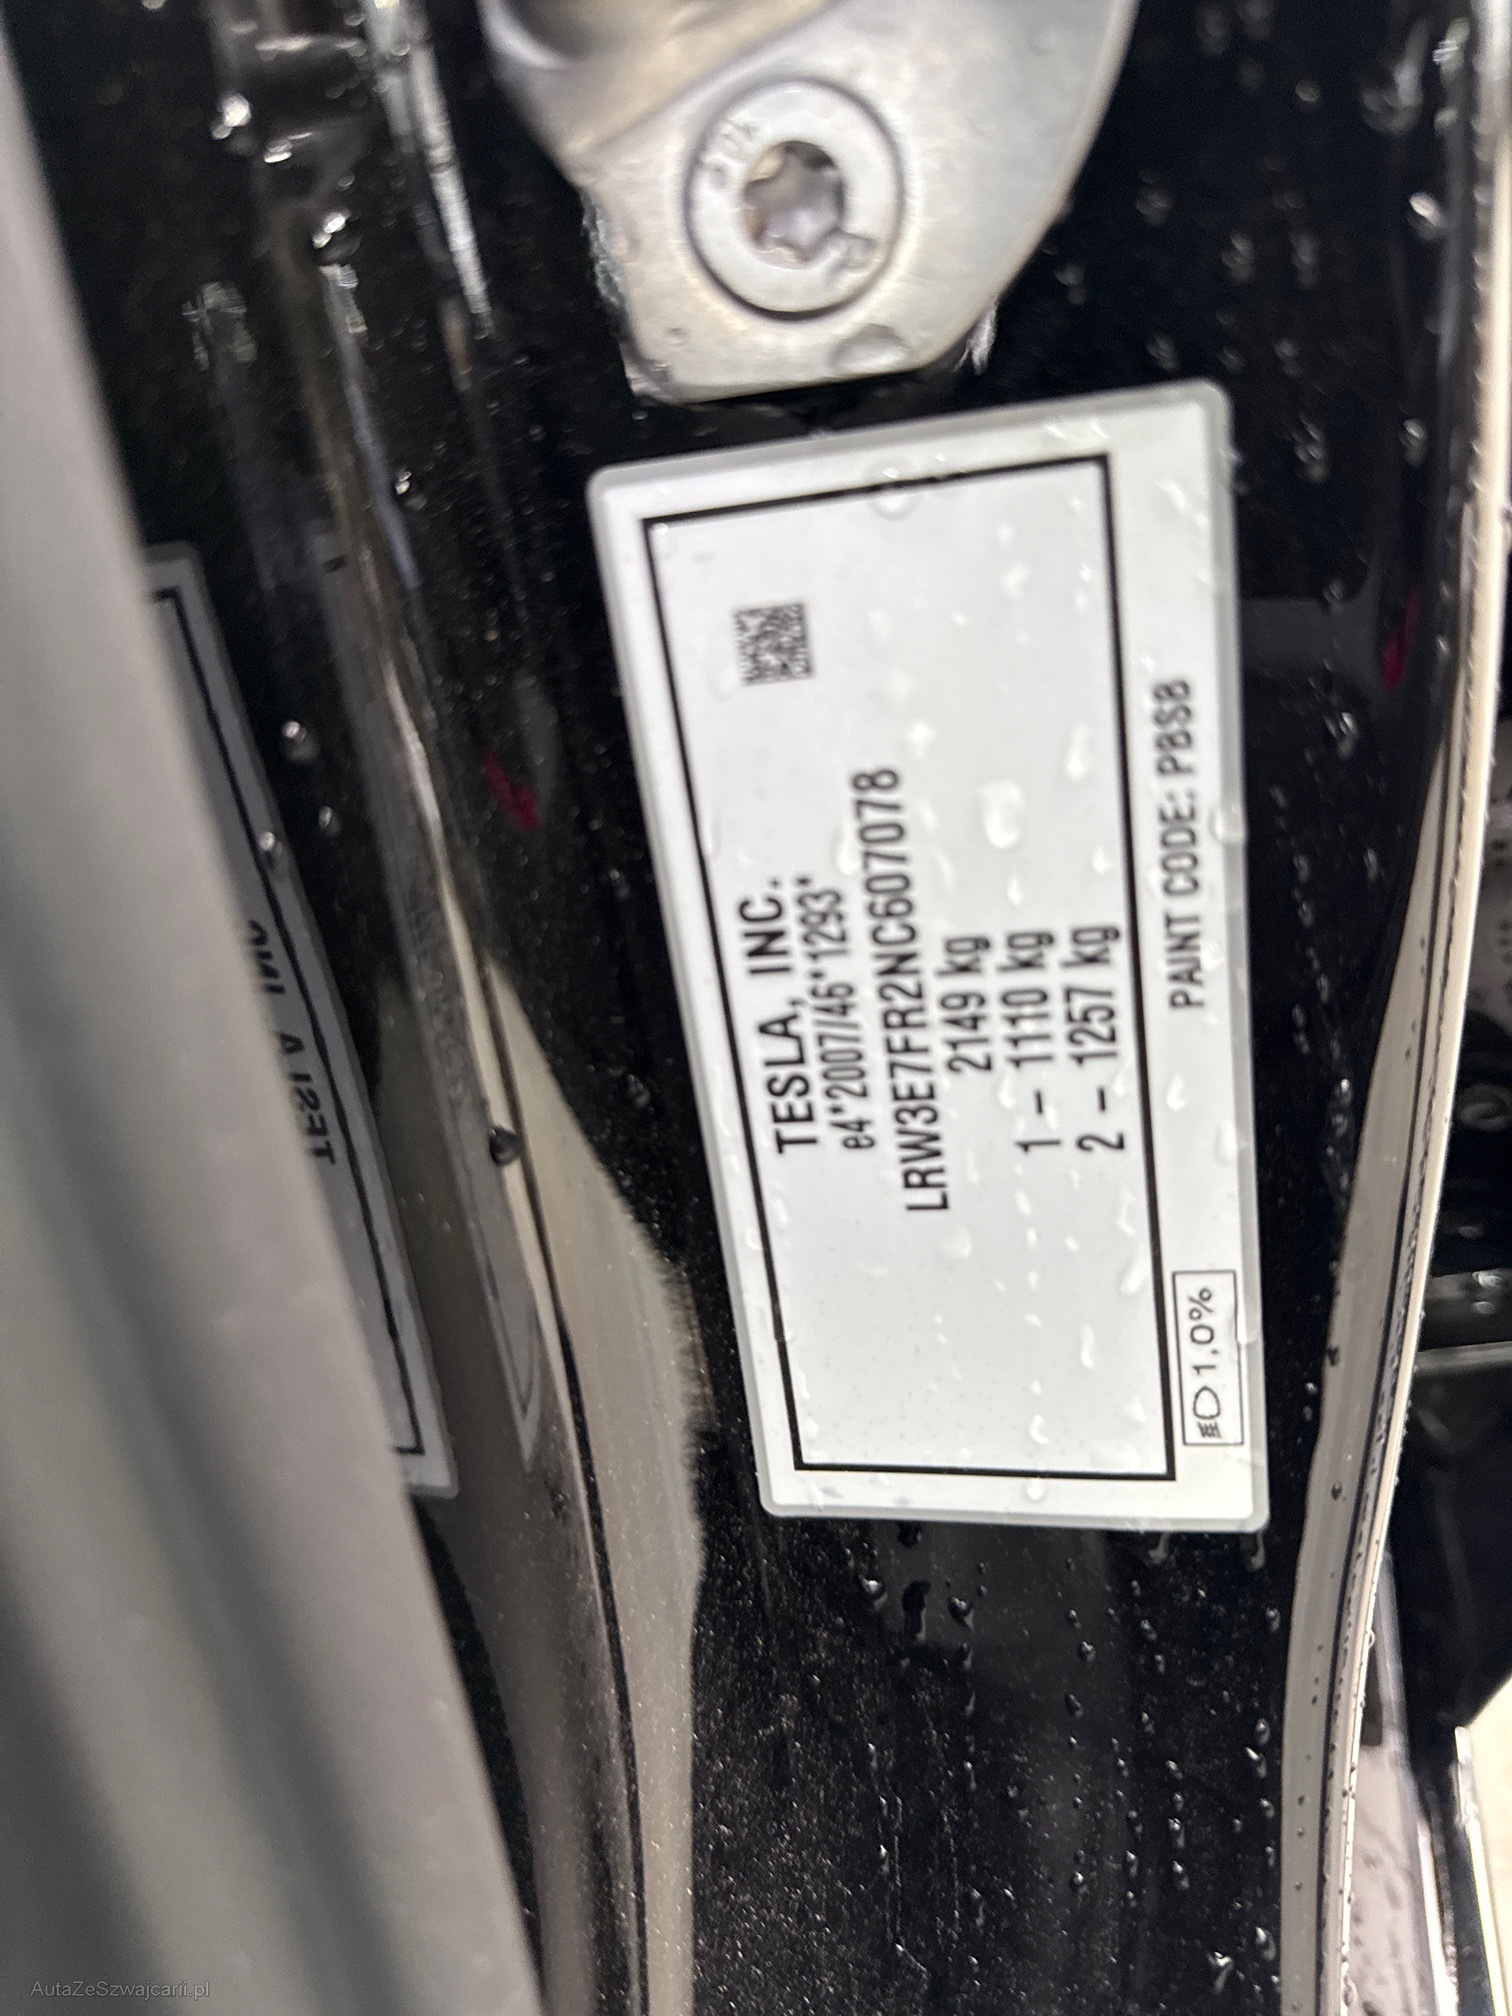 TESLA, INC.
e4*2007/46*1293*
LRW3E7FR2NC607078
2149 kg
1 - 1110 kg
2 - 1257 kg
1,0%
PAINT CODE: PBSB
AutaZeSzwajcarii.pl